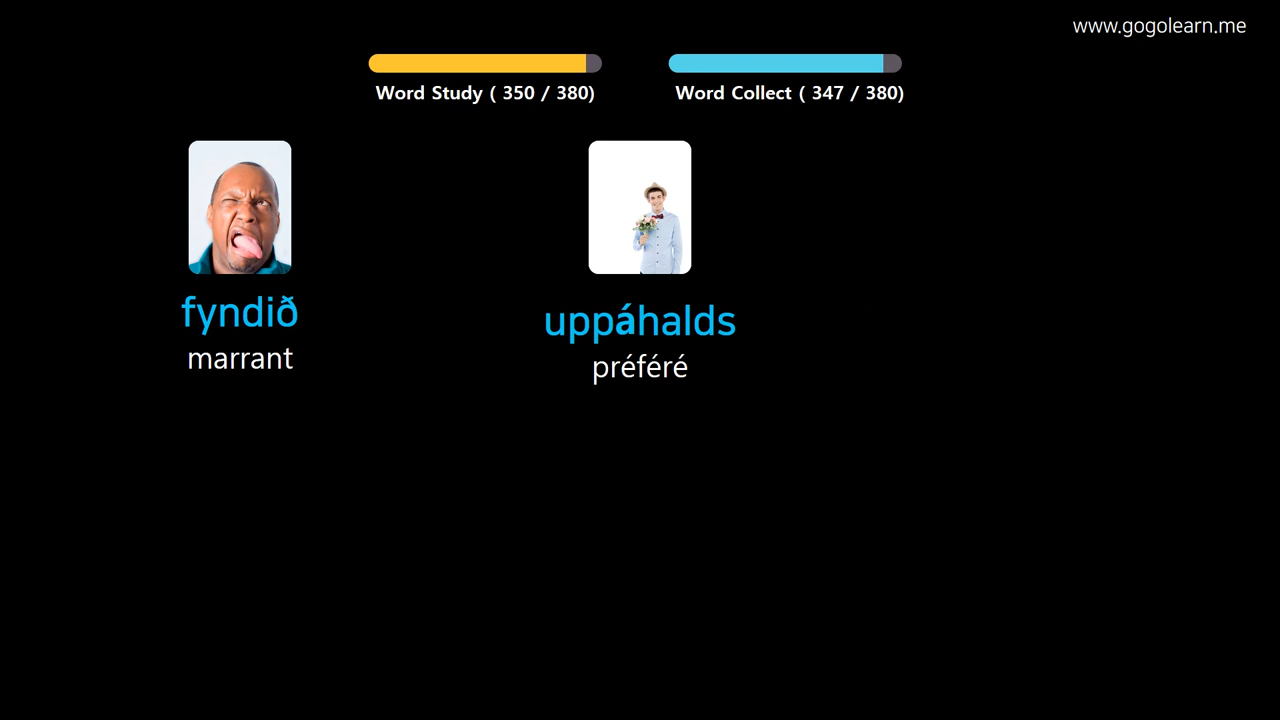 www.gogolearn.me
Word Study ( 350 / 380)
Word Collect ( 347 / 380)
fyndið
marrant
uppáhalds
préféré